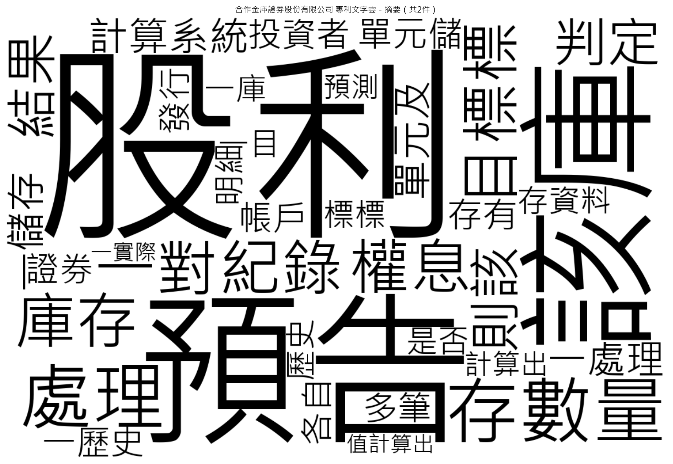 合作金庫證券股份有限公司 專利文字雲 - 摘要 ( 共2件 )
計算系統
投資者
單元儲
判定
結果
股利
發行
一庫
預測
單元及
目標標
該庫
明細
目
儲存
帳戶
標標
存有
存資料
一實際
證券
一對紀錄
權息
則該
庫存
預告
歷史
是否
計算出
一處理
處理
各自
多筆
存數量
一歷史
值計算出